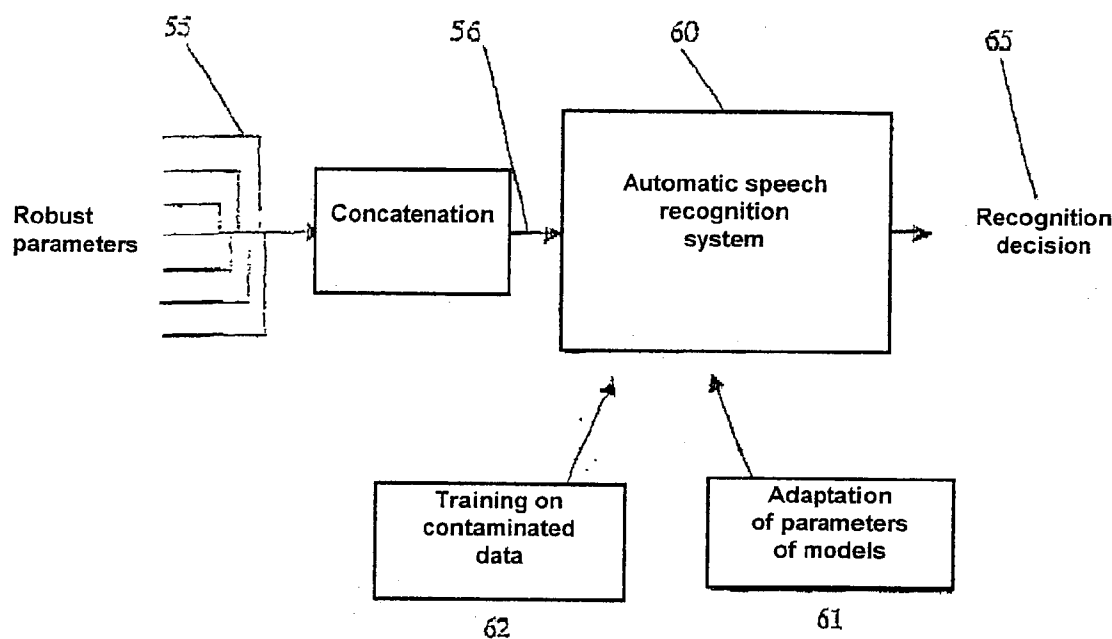 55
56
60
65
Robust
parameters
Concatenation
Automatic speech
recognition
system
Recognition
decision
Training on
contaminated
data
Adaptation
of parameters
of models
62
61